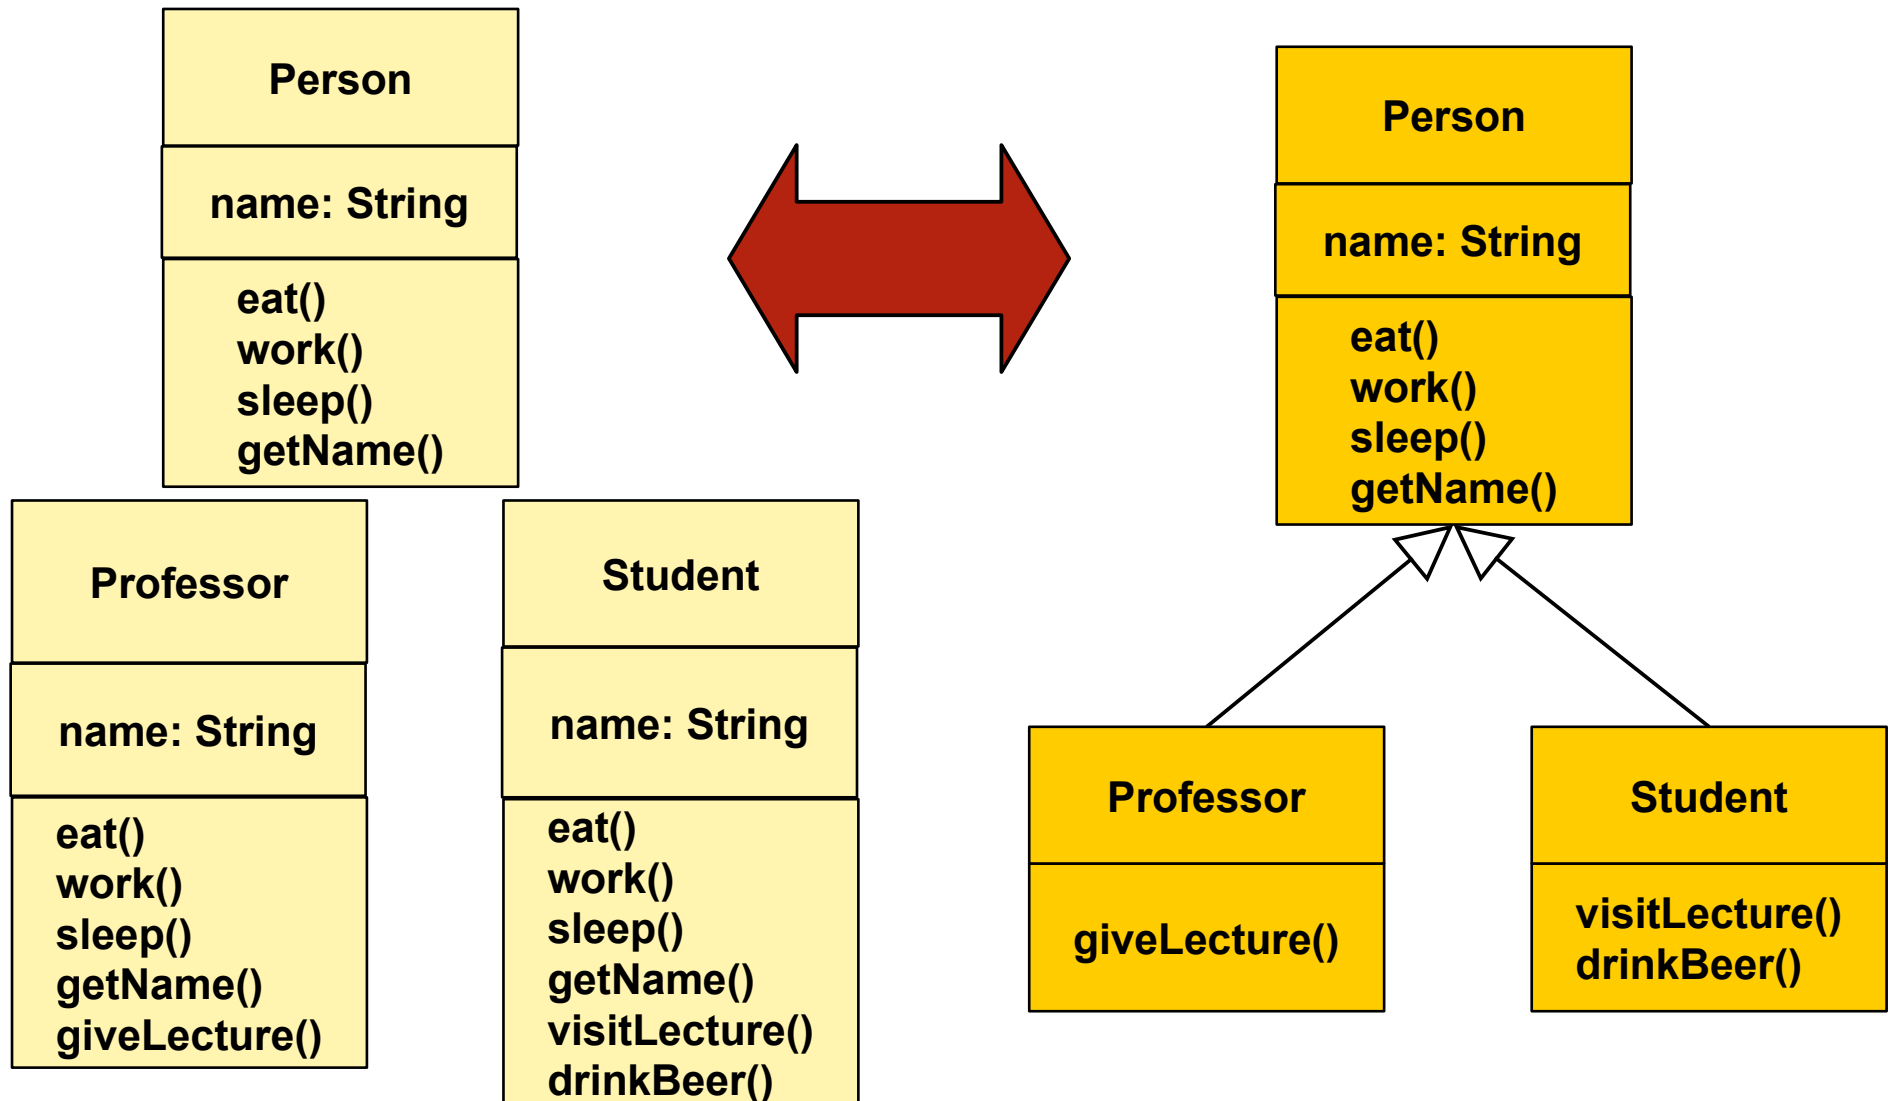 Person
name: String
eat()
work()
sleep()
getName()
Professor
name: String
eat()
work()
sleep()
getName()
giveLecture()
Student
name: String
eat()
work()
sleep()
getName()
visitLecture()
drinkBeer()
Person
name: String
eat()
work()
sleep()
getName()
Professor
giveLecture()
Student
visitLecture()
drinkBeer()